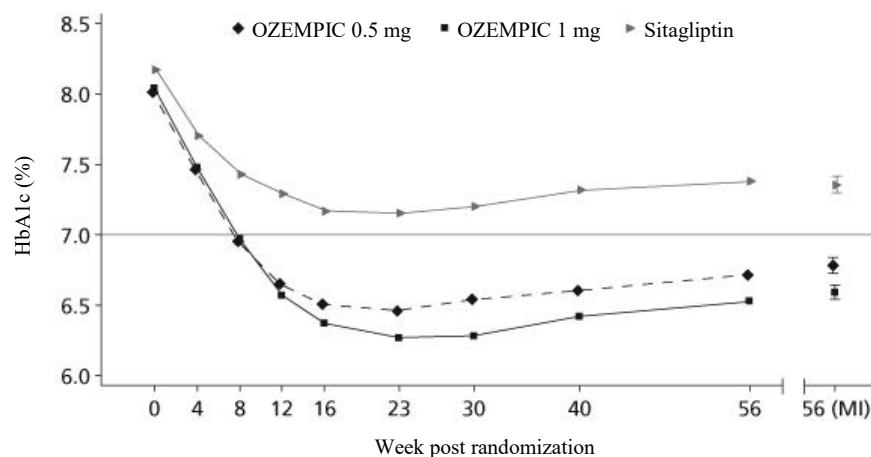 OZEMPIC 0.5 mg OZEMPIC 1 mg Sitagliptin
HbA1c (%)
8.5
8.0
7.5
7.0
6.5
6.0
0 4 8 12 16 23 30 40 56 56 (MI)
Week post randomization